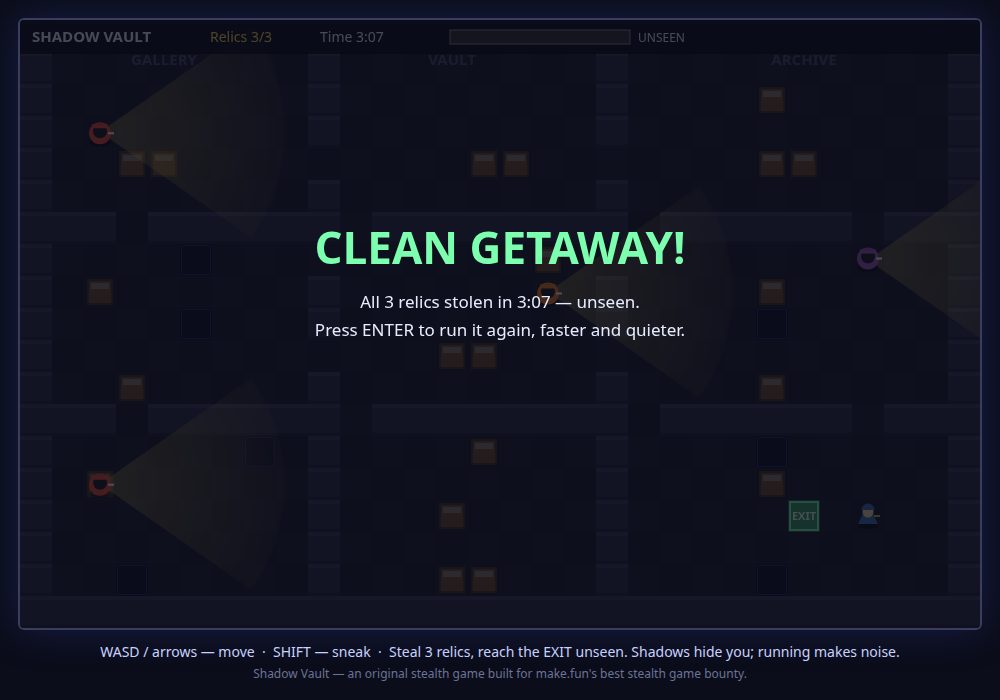 SHADOW VAULT Relics 3/3 Time 3:07 UNSEEN
GALLERY VAULT ARCHIVE
CLEAN GETAWAY!
All 3 relics stolen in 3:07 — unseen.
Press ENTER to run it again, faster and quieter.
EXIT
WASD / arrows — move · SHIFT — sneak · Steal 3 relics, reach the EXIT unseen. Shadows hide you; running makes noise.
Shadow Vault — an original stealth game built for make.fun's best stealth game bounty.